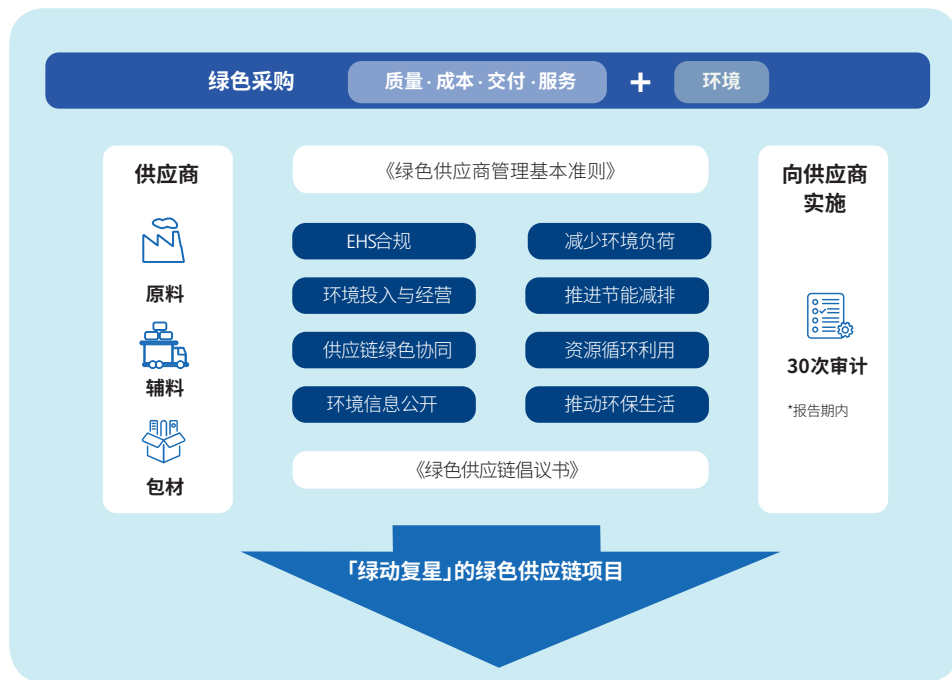 绿色采购 质量·成本·交付·服务 + 环境
供应商
原料
辅料
包材
《绿色供应商管理基本准则》
EHS合规 减少环境负荷
环境投入与经营 推进节能减排
供应链绿色协同 资源循环利用
环境信息公开 推动环保生活
《绿色供应链倡议书》
向供应商
实施
30次审计
*报告期内
「绿动复星」的绿色供应链项目